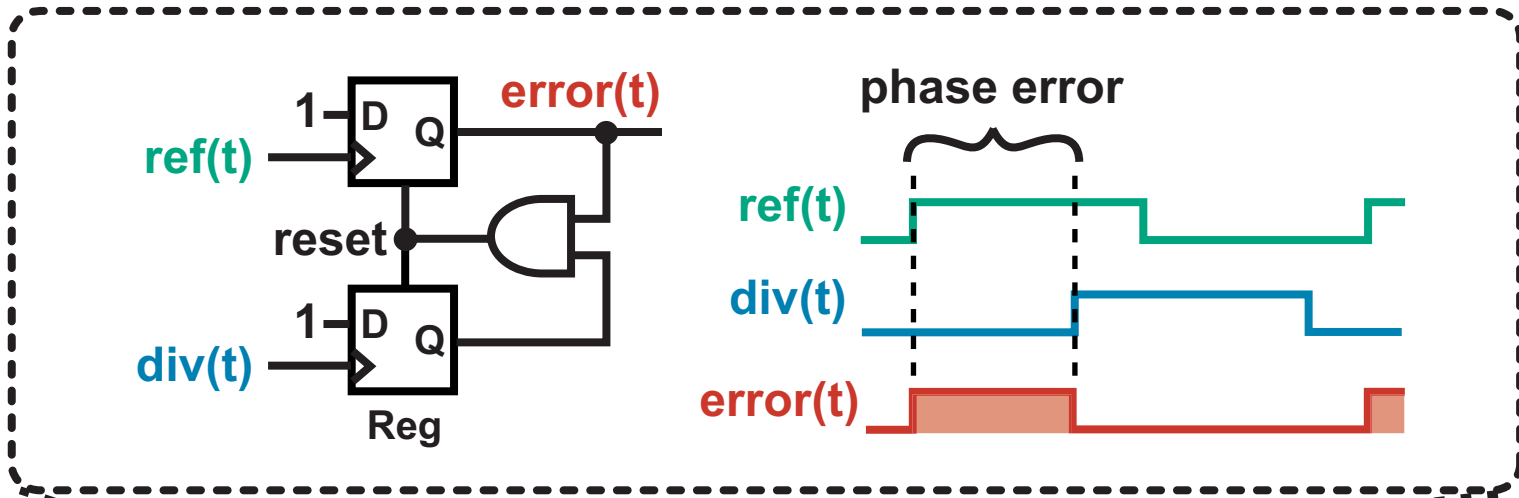 error(t)
1 D
Q
ref(t)
reset
1 D
Q
div(t)
Reg
phase error
ref(t)
div(t)
error(t)